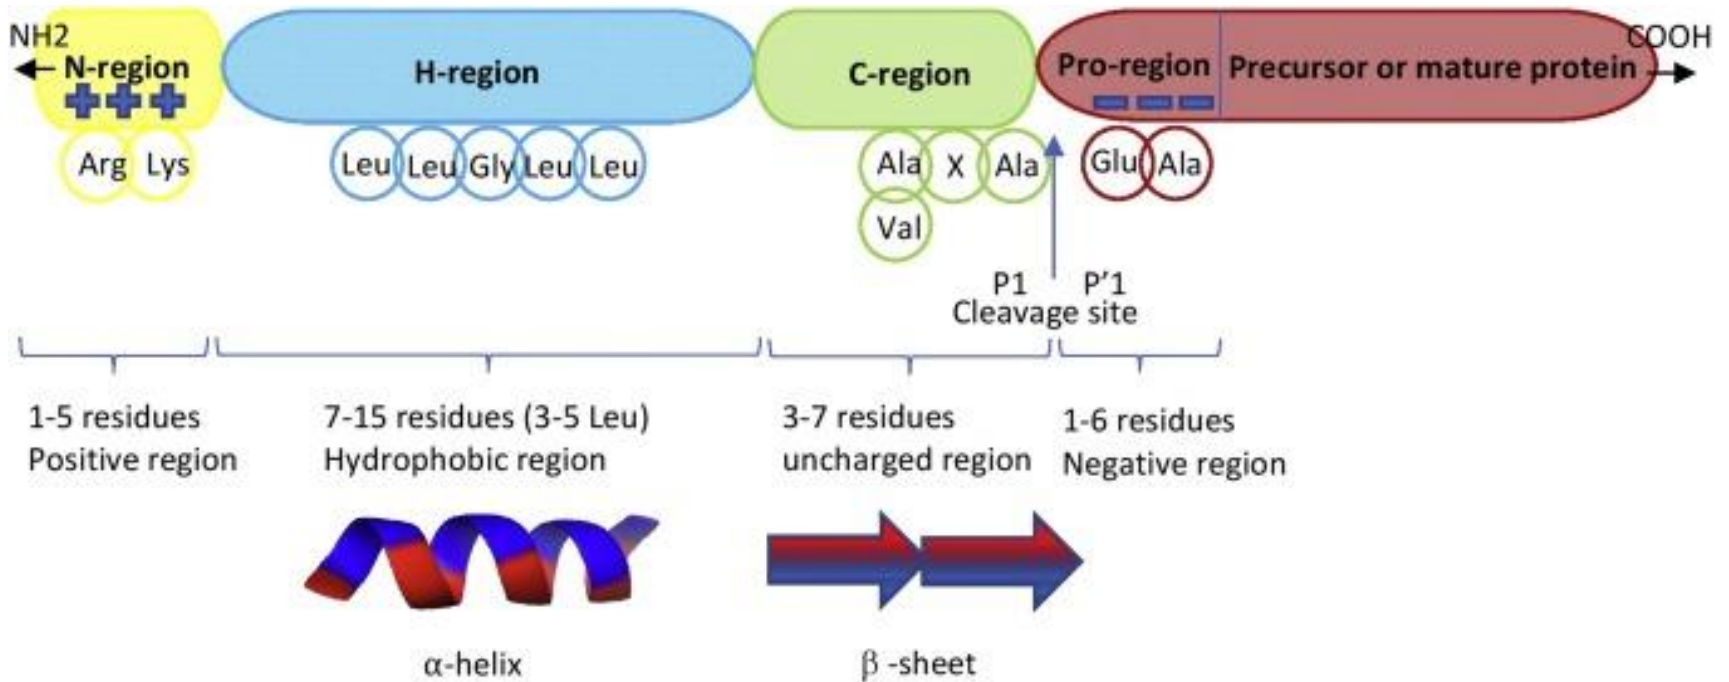 NH2
COOH
N-region
H-region
C-region
Pro-region
Precursor or mature protein
Arg Lys
Leu Leu Gly Leu Leu
Ala X Ala
Glu Ala
Val
P1 P'1
Cleavage site
1-5 residues
Positive region
7-15 residues (3-5 Leu)
Hydrophobic region
3-7 residues
uncharged region
1-6 residues
Negative region
α-helix
β -sheet